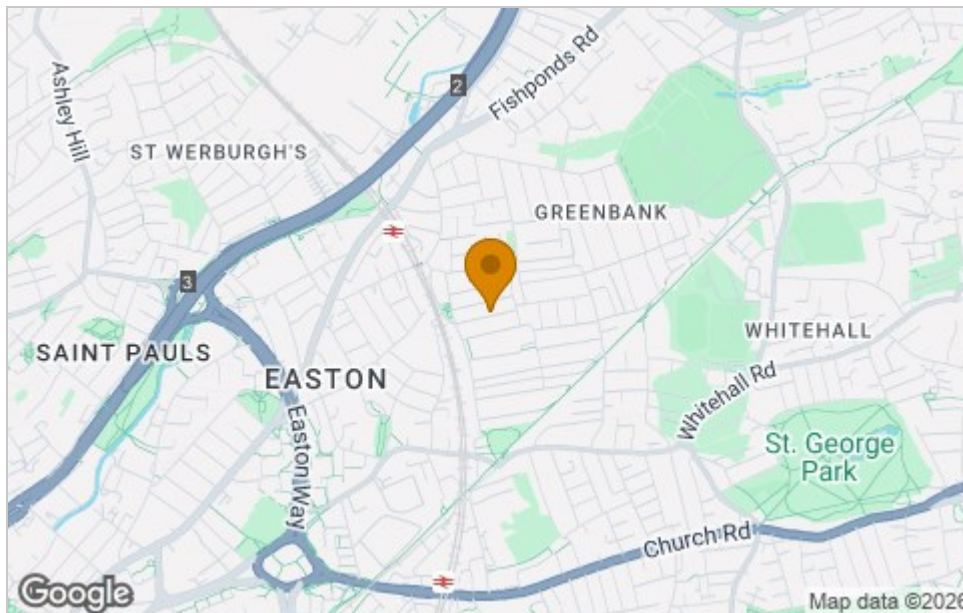 Ashley Hill
2
Fishponds Rd
ST WERBURGH'S
GREENBANK
3
SAINT PAULS
WHITEHALL
EASTON
Whitehall Rd
Easton Way
St. George
Park
Church Rd
Google
Map data ©2026